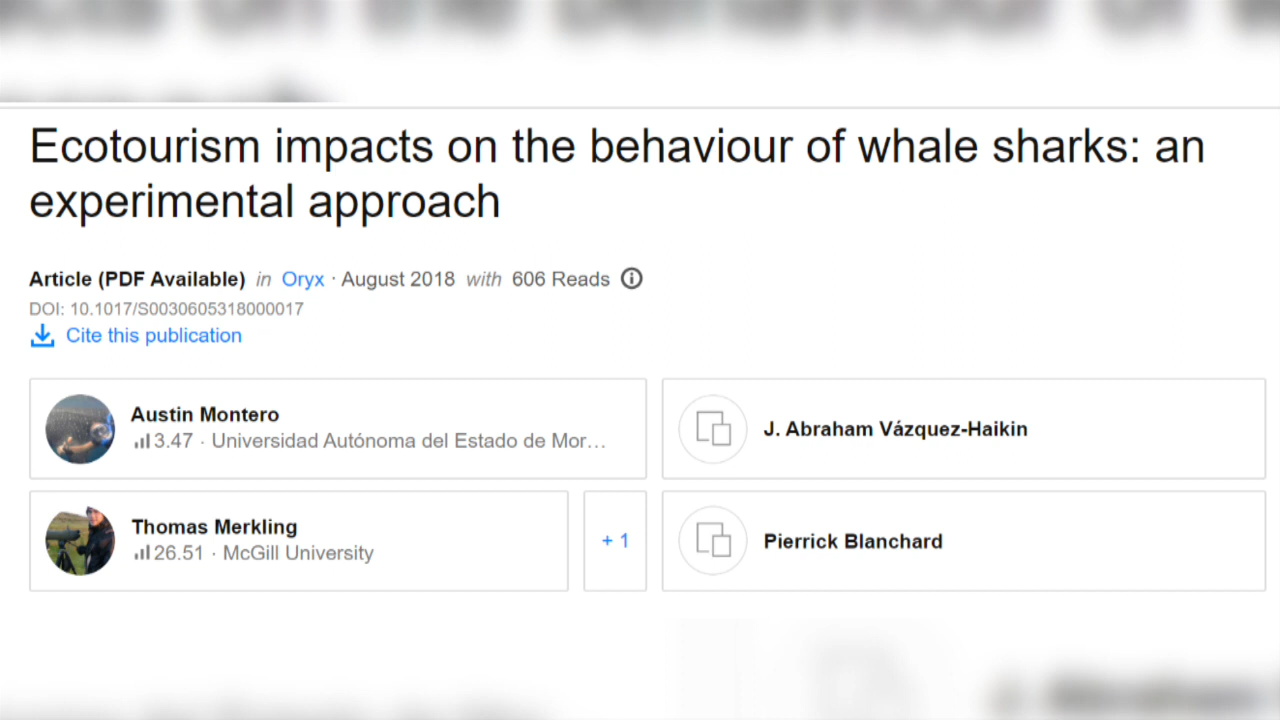 Ecotourism impacts on the behaviour of whale sharks: an
experimental approach
Article (PDF Available) in Oryx · August 2018 with 606 Reads
DOI: 10.1017/S0030605318000017
Cite this publication
Austin Montero
3.47 · Universidad Autónoma del Estado de Mor…
J. Abraham Vázquez-Haikin
Thomas Merkling
26.51 · McGill University
+ 1
Pierrick Blanchard